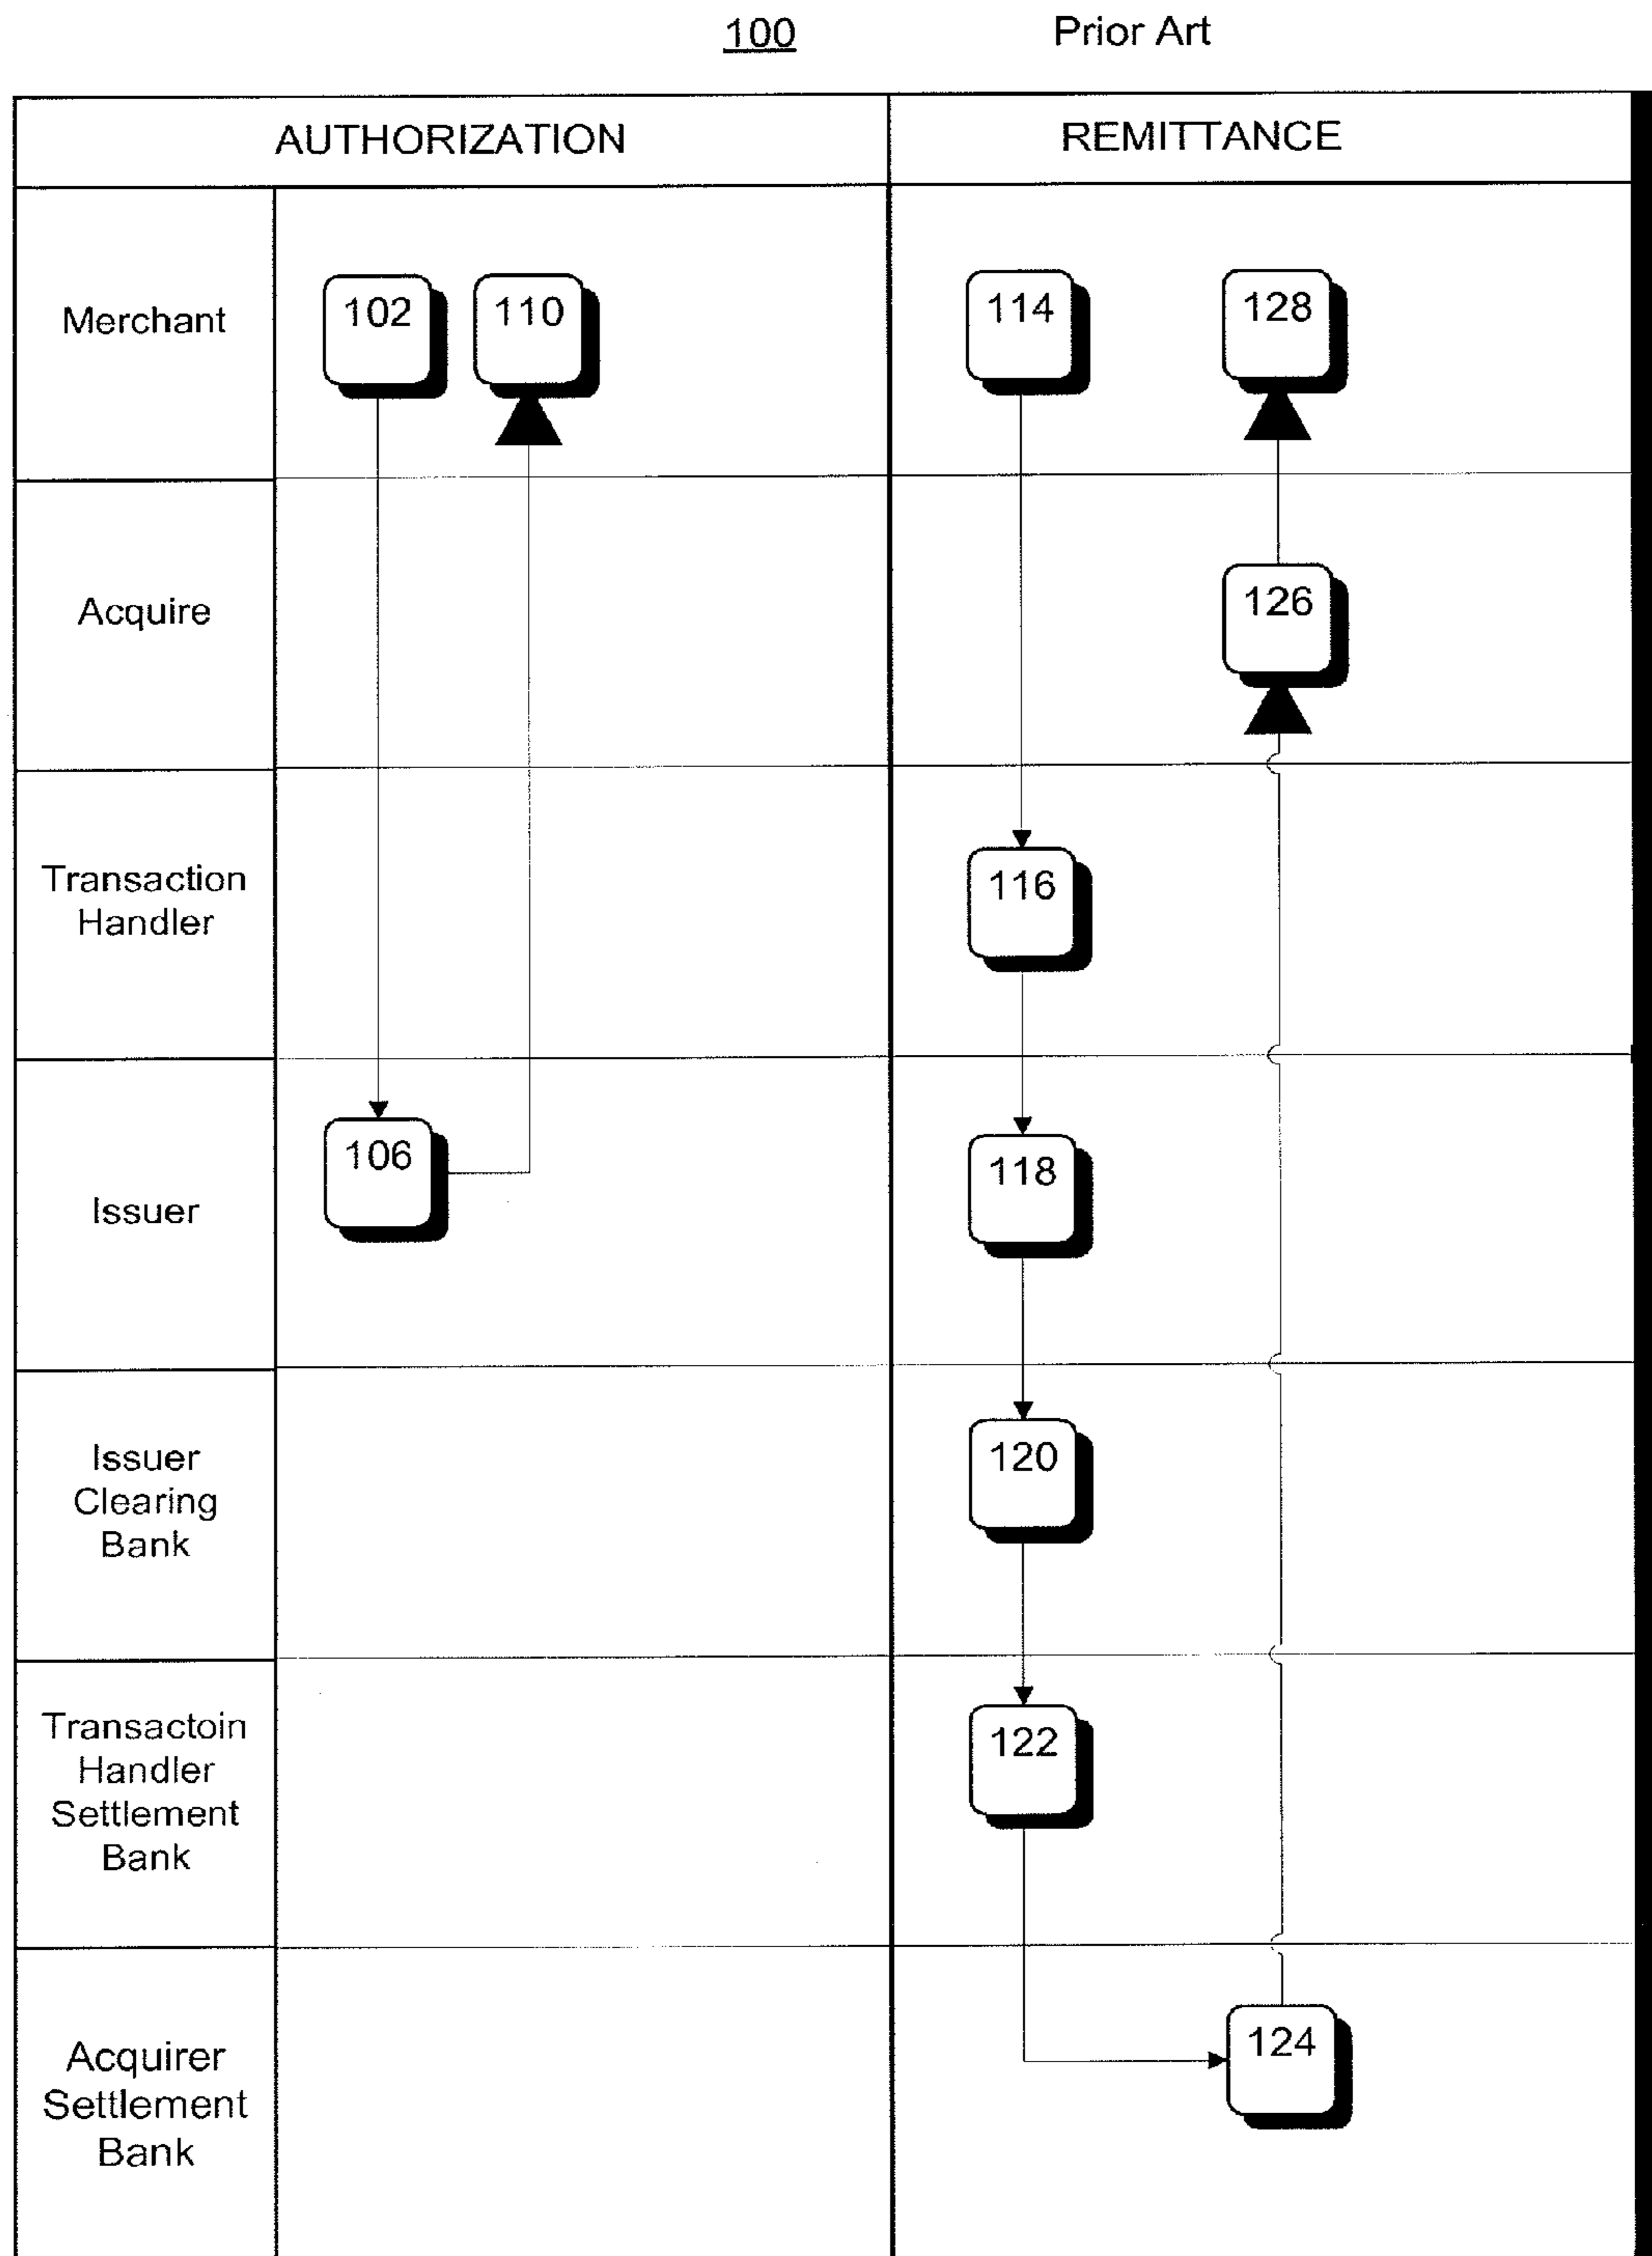 100 Prior Art
AUTHORIZATION REMITTANCE
Merchant 102 110 114 128
Acquire 126
Transaction
Handler
116
Issuer 106 118
Issuer
Clearing
Bank
120
Transactoin
Handler
Settlement
Bank
122
Acquirer
Settlement
Bank
124